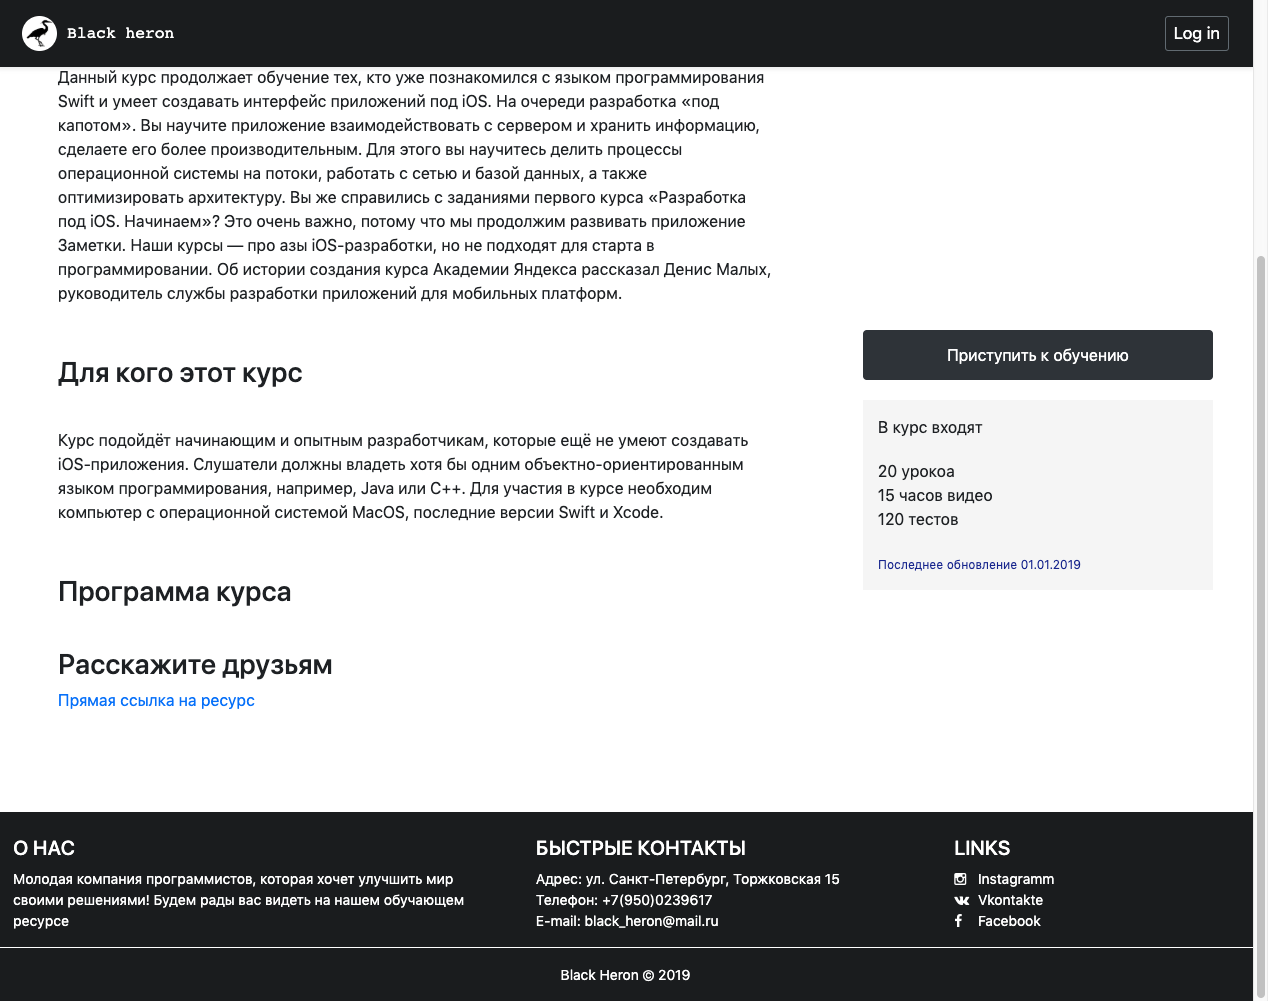 Black heron
Log in
Данный курс продолжает обучение тех, кто уже познакомился с языком программирования
Swift и умеет создавать интерфейс приложений под iOS. На очереди разработка «под
капотом». Вы научите приложение взаимодействовать с сервером и хранить информацию,
сделаете его более производительным. Для этого вы научитесь делить процессы
операционной системы на потоки, работать с сетью и базой данных, а также
оптимизировать архитектуру. Вы же справились с заданиями первого курса «Разработка
под iOS. Начинаем»? Это очень важно, потому что мы продолжим развивать приложение
Заметки. Наши курсы — про азы iOS-разработки, но не подходят для старта в
программировании. Об истории создания курса Академии Яндекса рассказал Денис Малых,
руководитель службы разработки приложений для мобильных платформ.
Для кого этот курс
Курс подойдёт начинающим и опытным разработчикам, которые ещё не умеют создавать
iOS-приложения. Слушатели должны владеть хотя бы одним объектно-ориентированным
языком программирования, например, Java или C++. Для участия в курсе необходим
компьютер с операционной системой MacOS, последние версии Swift и Xcode.
Программа курса
Расскажите друзьям
Прямая ссылка на ресурс
Приступить к обучению
В курс входят
20 урокоа
15 часов видео
120 тестов
Последнее обновление 01.01.2019
О НАС
Молодая компания программистов, которая хочет улучшить мир
своими решениями! Будем рады вас видеть на нашем обучающем
ресурсе
БЫСТРЫЕ КОНТАКТЫ
Адрес: ул. Санкт-Петербург, Торжковская 15
Телефон: +7(950)0239617
E-mail: black_heron@mail.ru
LINKS
Instagramm
Vkontakte
Facebook
Black Heron © 2019